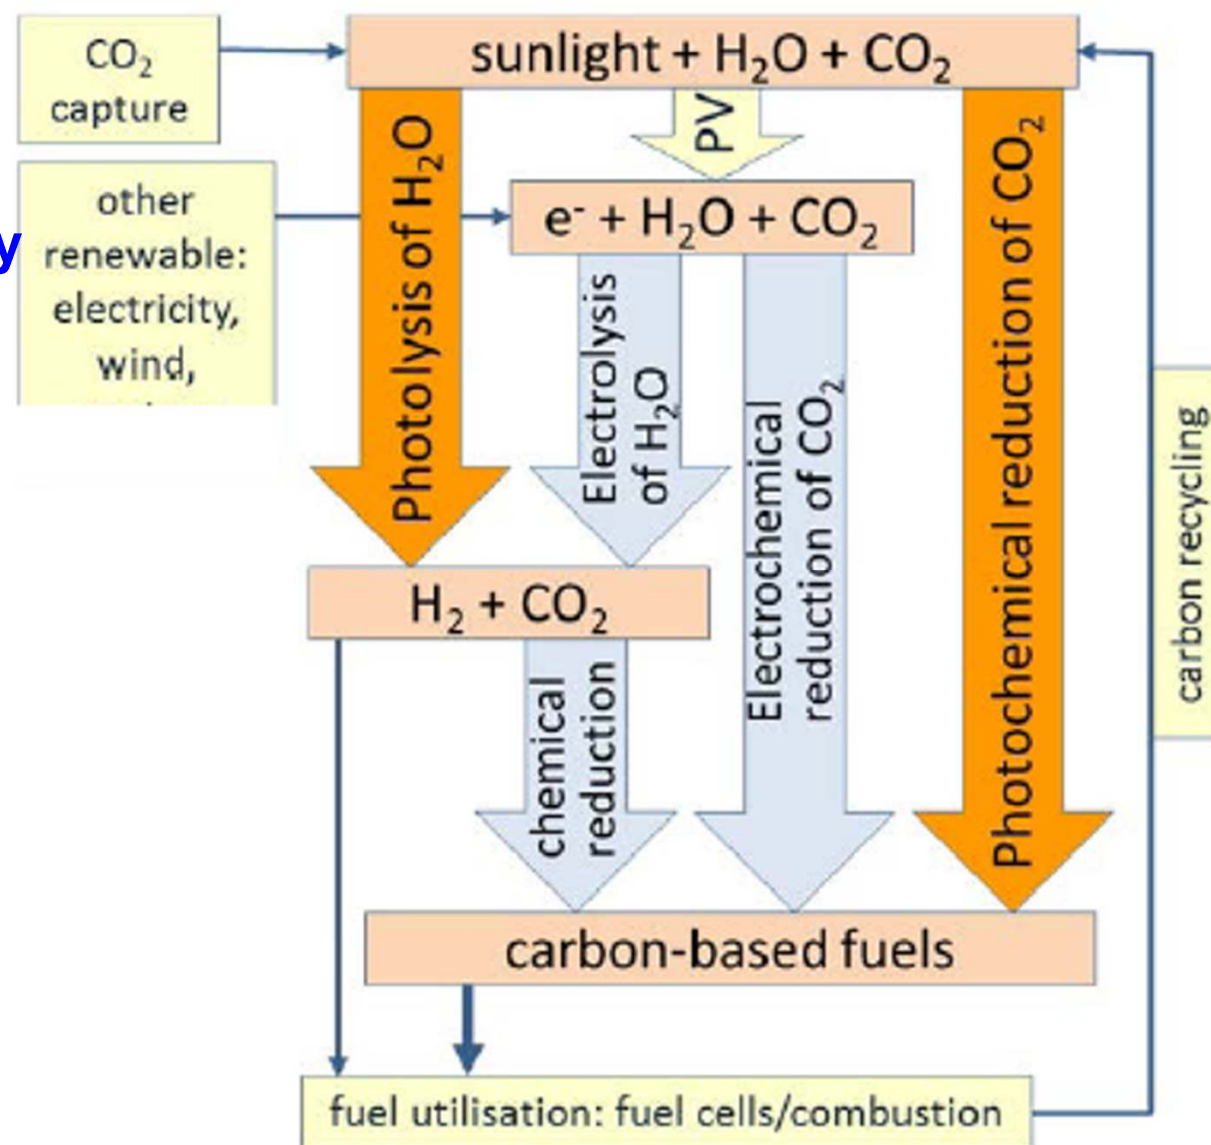 CO₂
capture
sunlight + H₂O + CO₂
PV
y
other
renewable:
electricity,
wind,
e⁻ + H₂O + CO₂
Photolysis of H₂O
Electrolysis
of H₂O
Electrochemical
reduction of CO₂
Photochemical reduction of CO₂
carbon recycling
H₂ + CO₂
chemical
reduction
carbon-based fuels
fuel utilisation: fuel cells/combustion